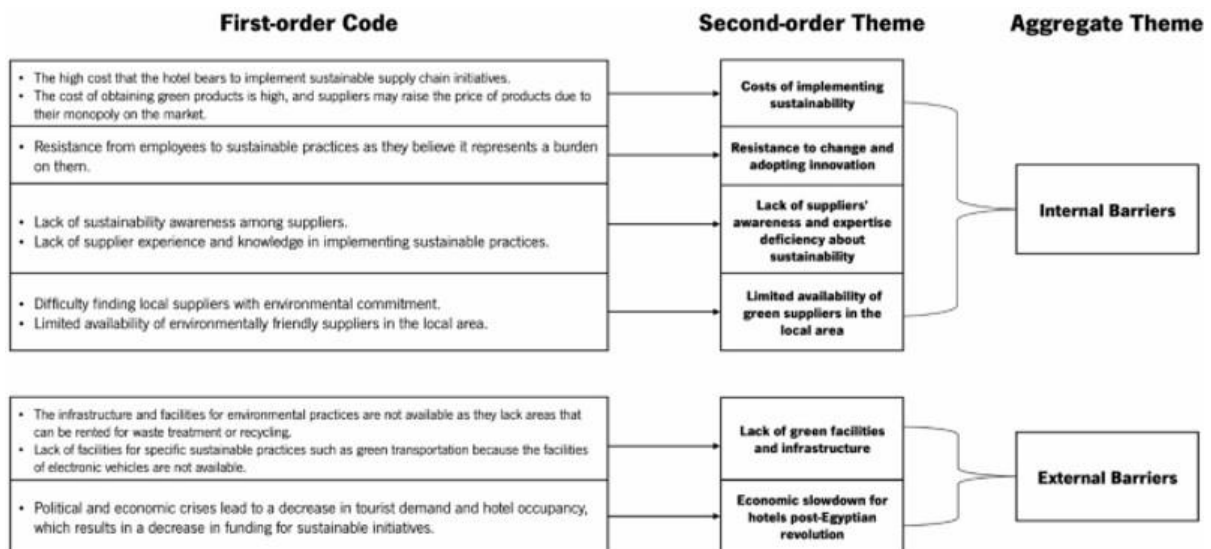 First-order Code
Second-order Theme
Aggregate Theme
• The high cost that the hotel bears to implement sustainable supply chain initiatives.
• The cost of obtaining green products is high, and suppliers may raise the price of products due to
their monopoly on the market.
Costs of implementing
sustainability
• Resistance from employees to sustainable practices as they believe it represents a burden
on them.
Resistance to change and
adopting innovation
• Lack of sustainability awareness among suppliers.
• Lack of supplier experience and knowledge in implementing sustainable practices.
Lack of suppliers'
awareness and expertise
deficiency about
sustainability
• Difficulty finding local suppliers with environmental commitment.
• Limited availability of environmentally friendly suppliers in the local area.
Limited availability of
green suppliers in the
local area
Internal Barriers
• The infrastructure and facilities for environmental practices are not available as they lack areas that
can be rented for waste treatment or recycling.
• Lack of facilities for specific sustainable practices such as green transportation because the facilities
of electronic vehicles are not available.
Lack of green facilities
and infrastructure
• Political and economic crises lead to a decrease in tourist demand and hotel occupancy,
which results in a decrease in funding for sustainable initiatives.
Economic slowdown for
hotels post-Egyptian
revolution
External Barriers